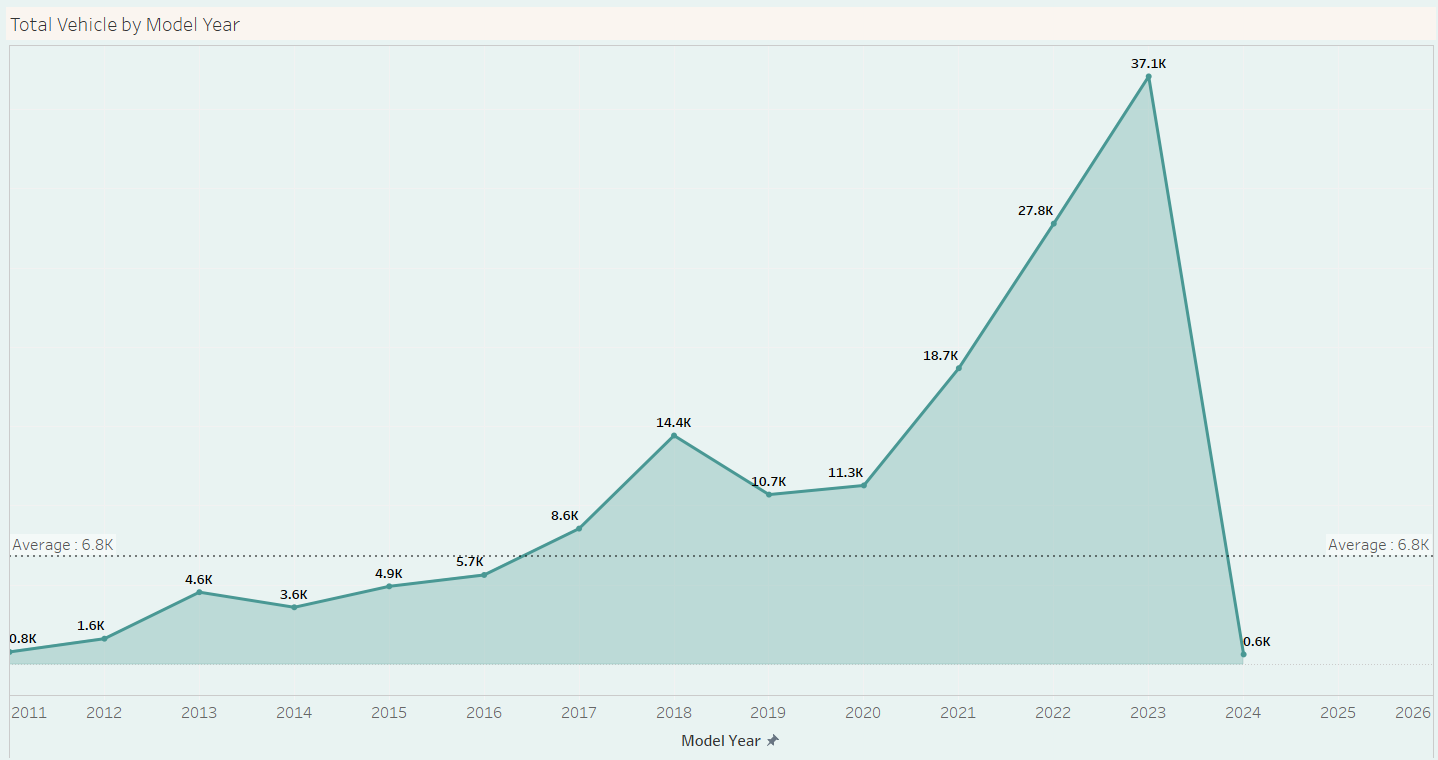 Total Vehicle by Model Year
37.1K
27.8K
18.7K
14.4K
10.7K
11.3K
8.6K
Average : 6.8K
Average : 6.8K
5.7K
4.9K
4.6K
3.6K
1.6K
0.8K
0.6K
2011 2012 2013 2014 2015 2016 2017 2018 2019 2020 2021 2022 2023 2024 2025 2026
Model Year